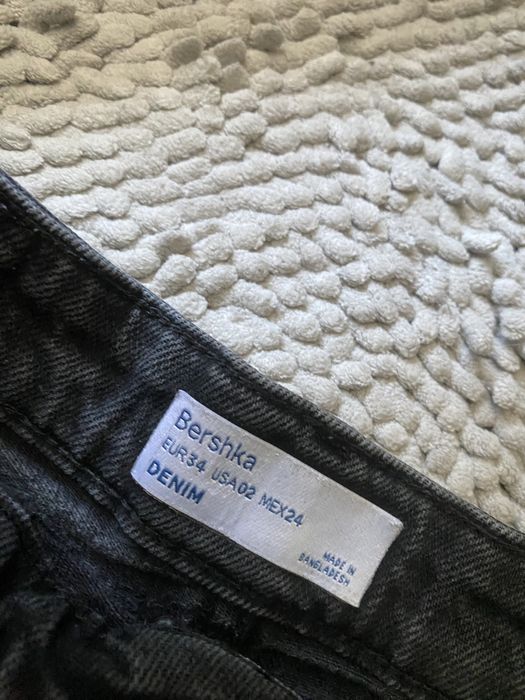 Bershka
EUR34 USA02 MEX24
DENIM
MADE IN
BANGLADESH